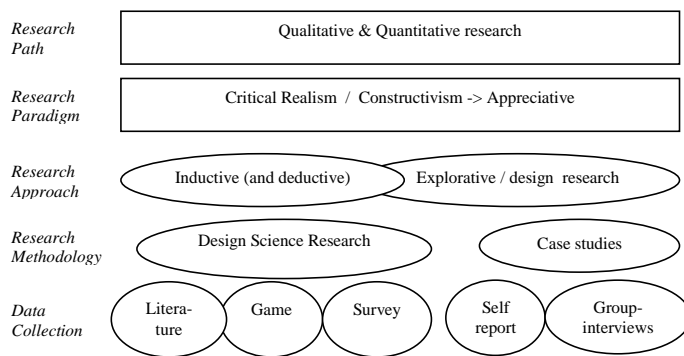 Research
Path
Qualitative & Quantitative research
Research
Paradigm
Critical Realism / Constructivism -> Appreciative
Research
Approach
Inductive (and deductive)
Explorative / design research
Research
Methodology
Design Science Research
Case studies
Data
Collection
Litera-
ture
Game
Survey
Self
report
Group-
interviews